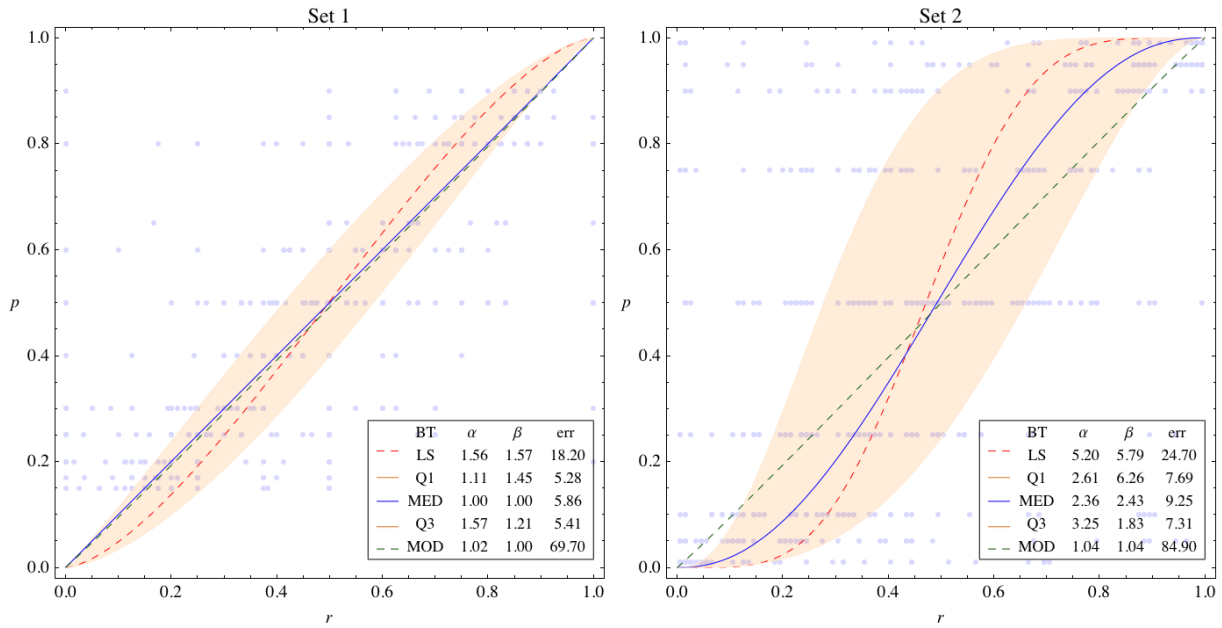 Set 1
1.0
0.8
0.6
p
0.4
0.2
0.0
BT α β err
LS 1.56 1.57 18.20
Q1 1.11 1.45 5.28
MED 1.00 1.00 5.86
Q3 1.57 1.21 5.41
MOD 1.02 1.00 69.70
0.0 0.2 0.4 0.6 0.8 1.0
r
Set 2
1.0
0.8
0.6
p
0.4
0.2
0.0
BT α β err
LS 5.20 5.79 24.70
Q1 2.61 6.26 7.69
MED 2.36 2.43 9.25
Q3 3.25 1.83 7.31
MOD 1.04 1.04 84.90
0.0 0.2 0.4 0.6 0.8 1.0
r